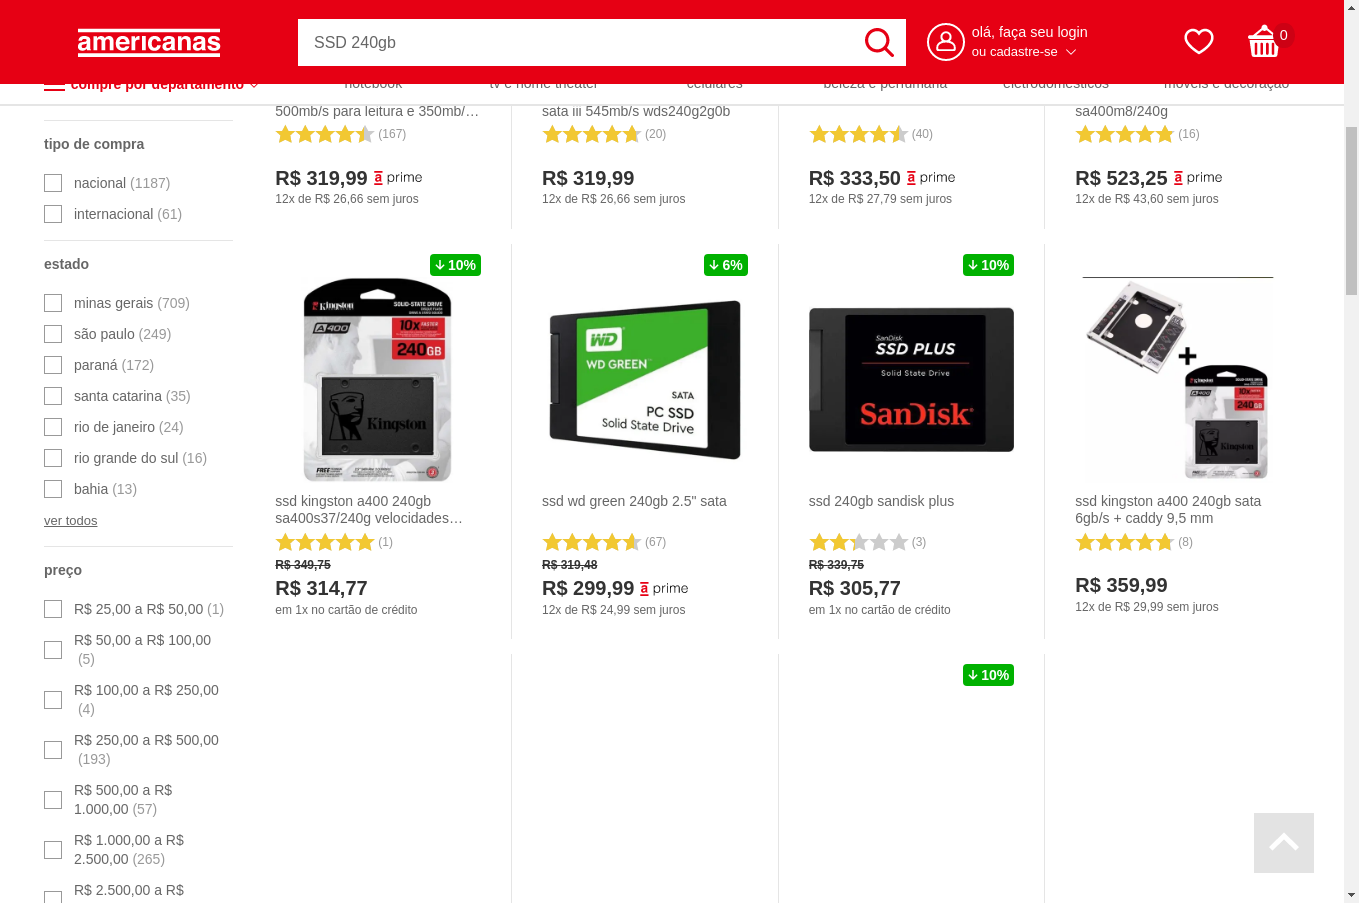 americanas
SSD 240gb
olá, faça seu login
ou cadastre-se
0
compre por departamento
notebook
tv e home theater
celulares
beleza e perfumaria
eletrodomésticos
móveis e decoração
tipo de compra
nacional (1187)
internacional (61)
estado
minas gerais (709)
são paulo (249)
paraná (172)
santa catarina (35)
rio de janeiro (24)
rio grande do sul (16)
bahia (13)
ver todos
preço
R$ 25,00 a R$ 50,00 (1)
R$ 50,00 a R$ 100,00
(5)
R$ 100,00 a R$ 250,00
(4)
R$ 250,00 a R$ 500,00
(193)
R$ 500,00 a R$
1.000,00 (57)
R$ 1.000,00 a R$
2.500,00 (265)
R$ 2.500,00 a R$
500mb/s para leitura e 350mb/…
(167)
R$ 319,99 a prime
12x de R$ 26,66 sem juros
sata iii 545mb/s wds240g2g0b
(20)
R$ 319,99
12x de R$ 26,66 sem juros
(40)
R$ 333,50 a prime
12x de R$ 27,79 sem juros
sa400m8/240g
(16)
R$ 523,25 a prime
12x de R$ 43,60 sem juros
10%
Kingston
SOLID-STATE DRIVE
A400
10x
240GB
Kingston
FREE
ssd kingston a400 240gb
sa400s37/240g velocidades…
(1)
R$ 349,75
R$ 314,77
em 1x no cartão de crédito
6%
WD
WD GREEN
SATA
PC SSD
Solid State Drive
ssd wd green 240gb 2.5" sata
(67)
R$ 319,48
R$ 299,99 a prime
12x de R$ 24,99 sem juros
10%
SanDisk
SSD PLUS
Solid State Drive
SanDisk
ssd 240gb sandisk plus
(3)
R$ 339,75
R$ 305,77
em 1x no cartão de crédito
+
A400
240GB
Kingston
ssd kingston a400 240gb sata
6gb/s + caddy 9,5 mm
(8)
R$ 359,99
12x de R$ 29,99 sem juros
10%